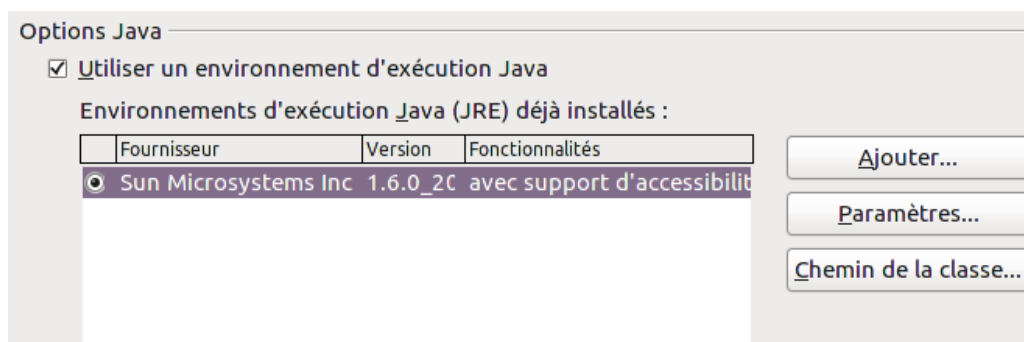 Options Java
Utiliser un environnement d'exécution Java
Environnements d'exécution Java (JRE) déjà installés :
Fournisseur Version Fonctionnalités
Sun Microsystems Inc 1.6.0_20 avec support d'accessibilit
Ajouter...
Paramètres...
Chemin de la classe...